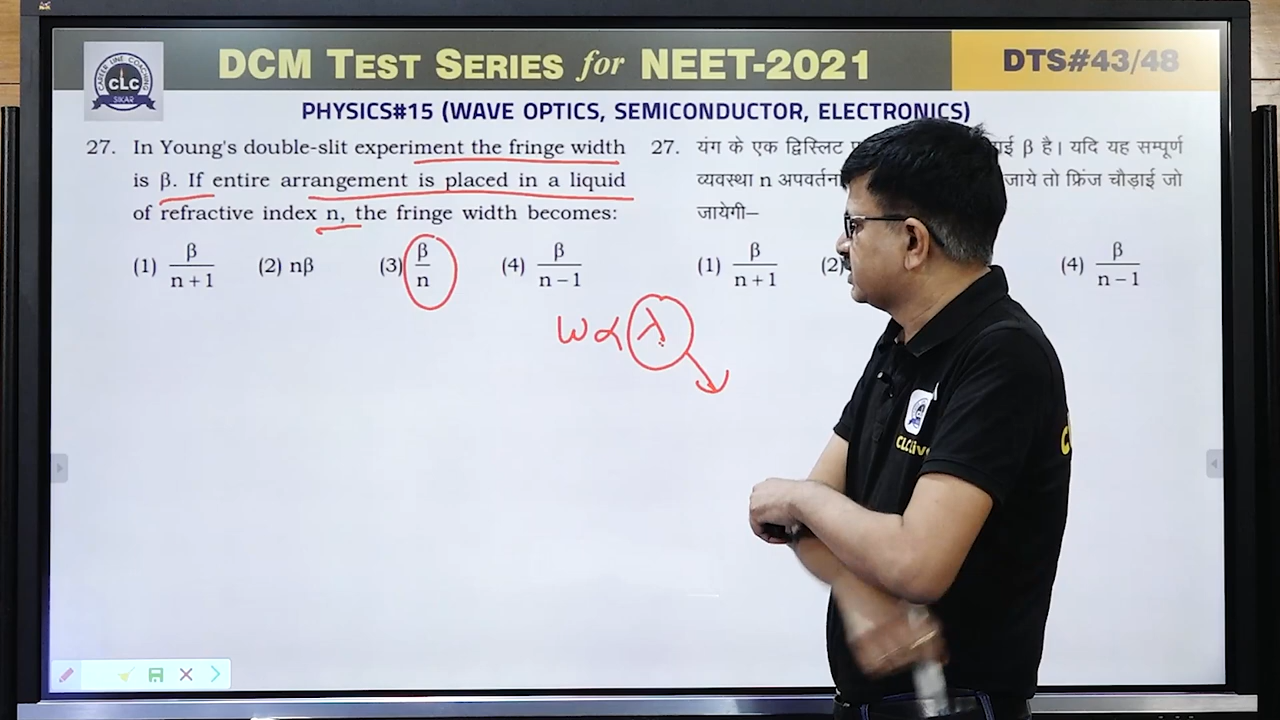 DCM TEST SERIES for NEET-2021
DTS#43/48
CAREER LINE COACHING
CLC
SIKAR
PHYSICS#15 (WAVE OPTICS, SEMICONDUCTOR, ELECTRONICS)
27. In Young's double-slit experiment the fringe width
is β. If entire arrangement is placed in a liquid
of refractive index n, the fringe width becomes:
(1) β/(n + 1) (2) nβ (3) β/n (4) β/(n − 1)
w ∝ λ
27. यंग के एक द्विस्लिट β है। यदि यह सम्पूर्ण
व्यवस्था n जाये तो फ्रिंज चौड़ाई जो
जायेगी–
(1) β/(n + 1) (2) (4) β/(n − 1)
CLC